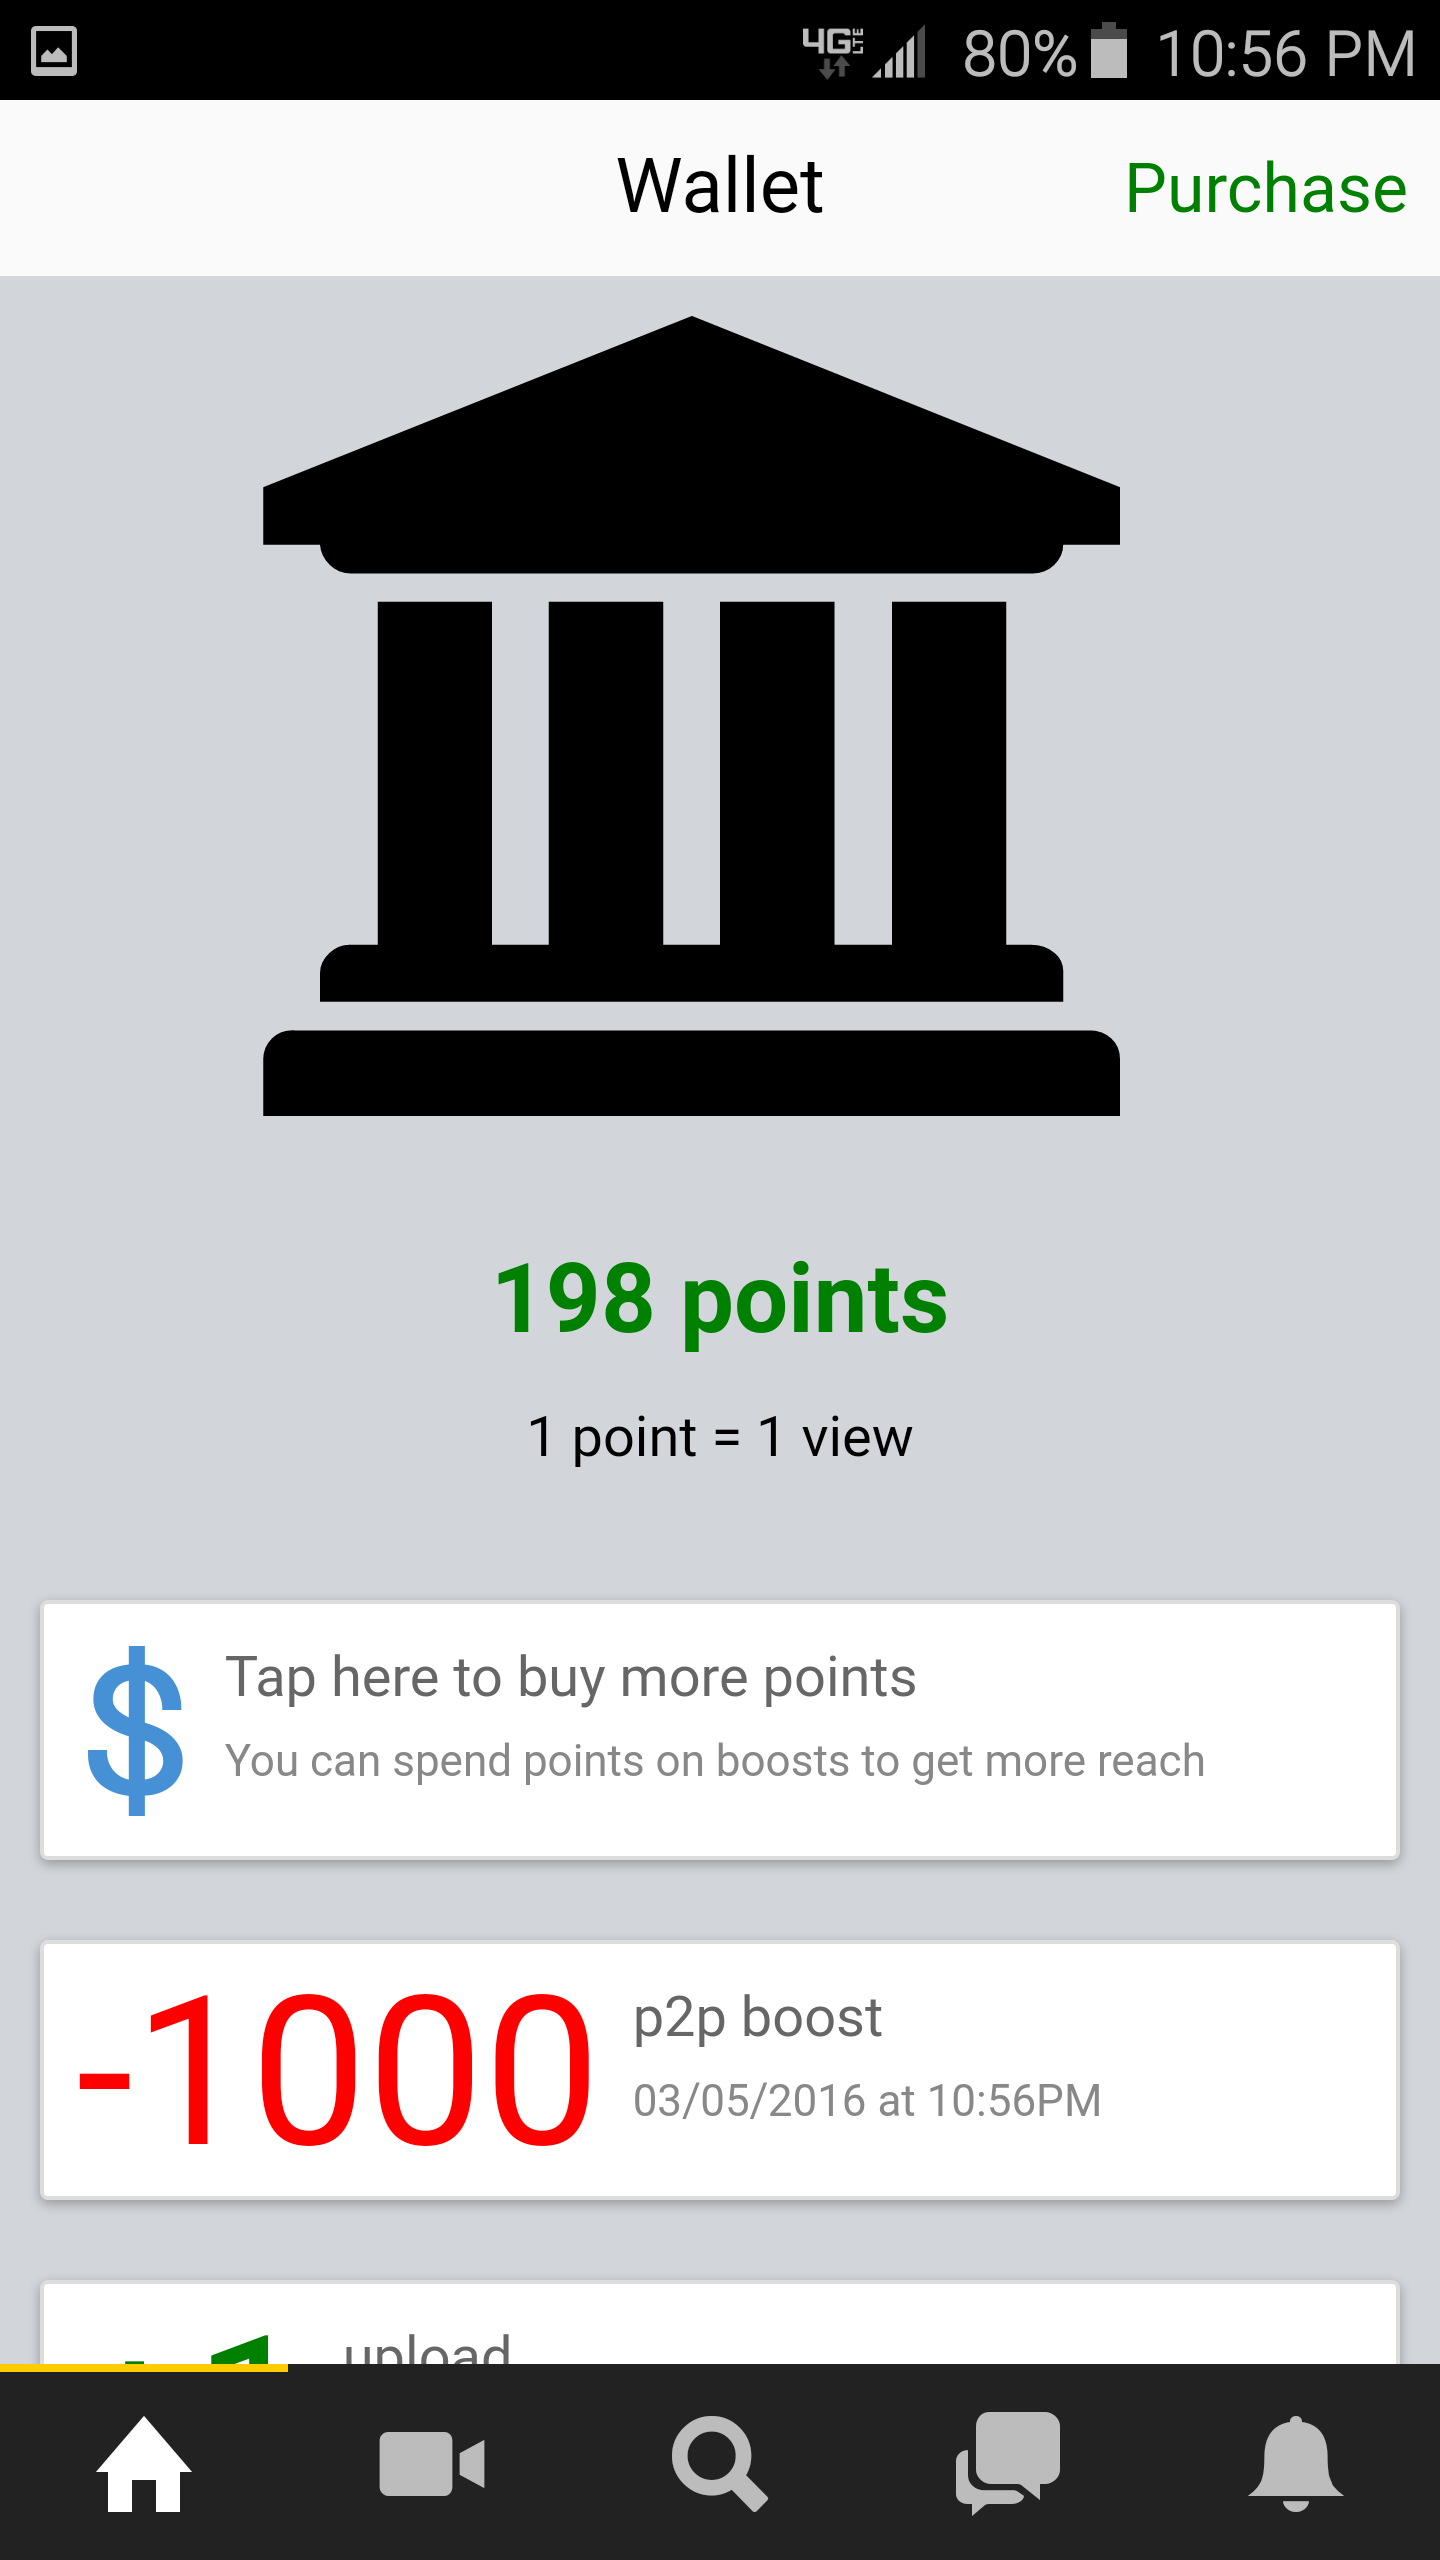 4G LTE 80% 10:56 PM
Wallet
Purchase
198 points
1 point = 1 view
$ Tap here to buy more points
You can spend points on boosts to get more reach
-1000 p2p boost
03/05/2016 at 10:56PM
upload